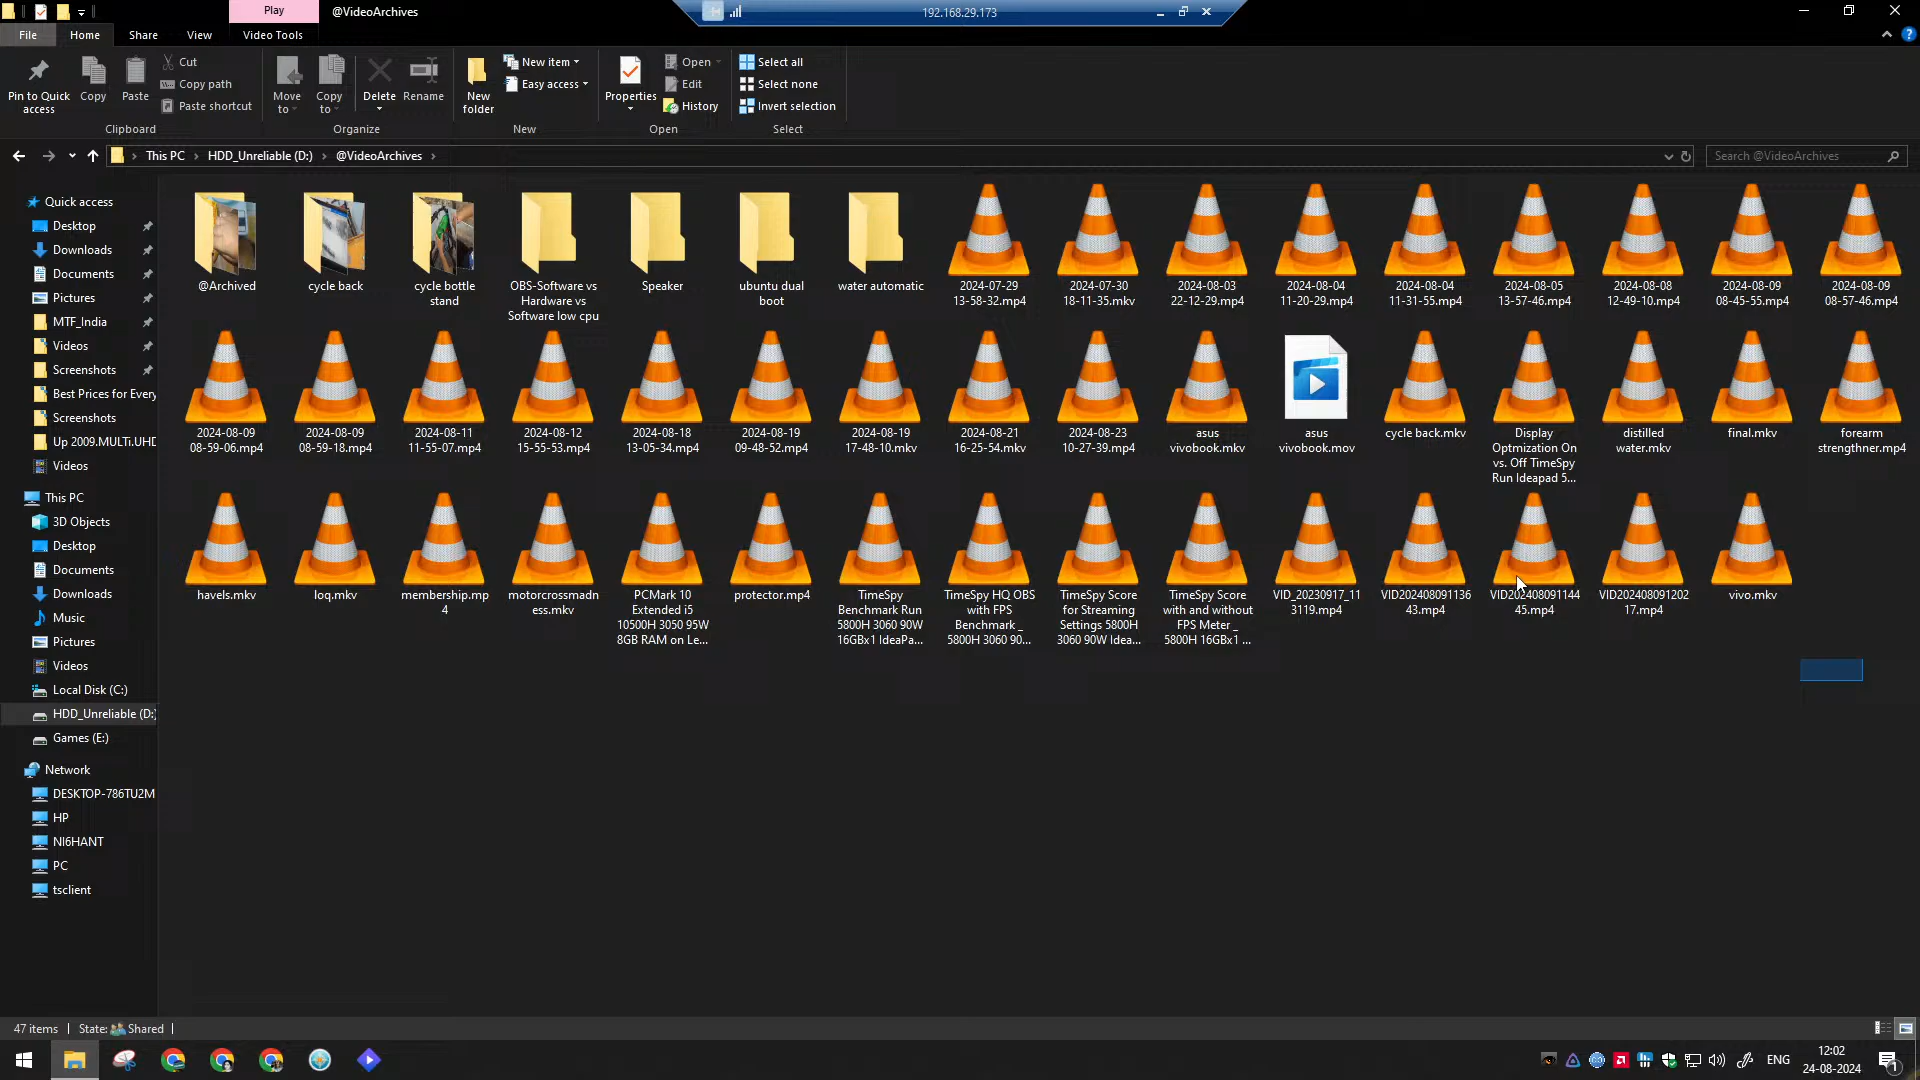 Play
@VideoArchives
192.168.29.173
File
Home
Share
View
Video Tools
Pin to Quick
access
Copy
Paste
Cut
Copy path
Paste shortcut
Clipboard
Move
to
Copy
to
Delete
Rename
Organize
New
folder
New item
Easy access
New
Properties
Open
Edit
History
Open
Select all
Select none
Invert selection
Select
This PC
HDD_Unreliable (D:)
@VideoArchives
Search @VideoArchives
Quick access
Desktop
Downloads
Documents
Pictures
MTF_India
Videos
Screenshots
Best Prices for Every
Screenshots
Up 2009.MULTi.UHD
Videos
This PC
3D Objects
Desktop
Documents
Downloads
Music
Pictures
Videos
Local Disk (C:)
HDD_Unreliable (D:)
Games (E:)
Network
DESKTOP-786TU2M
HP
NI6HANT
PC
tsclient
@Archived
cycle back
cycle bottle
stand
OBS-Software vs
Hardware vs
Software low cpu
Speaker
ubuntu dual
boot
water automatic
2024-07-29
13-58-32.mp4
2024-07-30
18-11-35.mkv
2024-08-03
22-12-29.mp4
2024-08-04
11-20-29.mp4
2024-08-04
11-31-55.mp4
2024-08-05
13-57-46.mp4
2024-08-08
12-49-10.mp4
2024-08-09
08-45-55.mp4
2024-08-09
08-57-46.mp4
2024-08-09
08-59-06.mp4
2024-08-09
08-59-18.mp4
2024-08-11
11-55-07.mp4
2024-08-12
15-55-53.mp4
2024-08-18
13-05-34.mp4
2024-08-19
09-48-52.mp4
2024-08-19
17-48-10.mkv
2024-08-21
16-25-54.mkv
2024-08-23
10-27-39.mp4
asus
vivobook.mkv
asus
vivobook.mov
cycle back.mkv
Display
Optmization On
vs. Off TimeSpy
Run Ideapad 5...
distilled
water.mkv
final.mkv
forearm
strengthner.mp4
havels.mkv
loq.mkv
membership.mp
4
motorcrossmadn
ess.mkv
PCMark 10
Extended i5
10500H 3050 95W
8GB RAM on Le...
protector.mp4
TimeSpy
Benchmark Run
5800H 3060 90W
16GBx1 IdeaPa...
TimeSpy HQ OBS
with FPS
Benchmark _
5800H 3060 90...
TimeSpy Score
for Streaming
Settings 5800H
3060 90W Idea...
TimeSpy Score
with and without
FPS Meter _
5800H 16GBx1 ...
VID_20230917_11
3119.mp4
VID202408091136
43.mp4
VID202408091144
45.mp4
VID202408091202
17.mp4
vivo.mkv
47 items
State:
Shared
ENG
12:02
24-08-2024
1